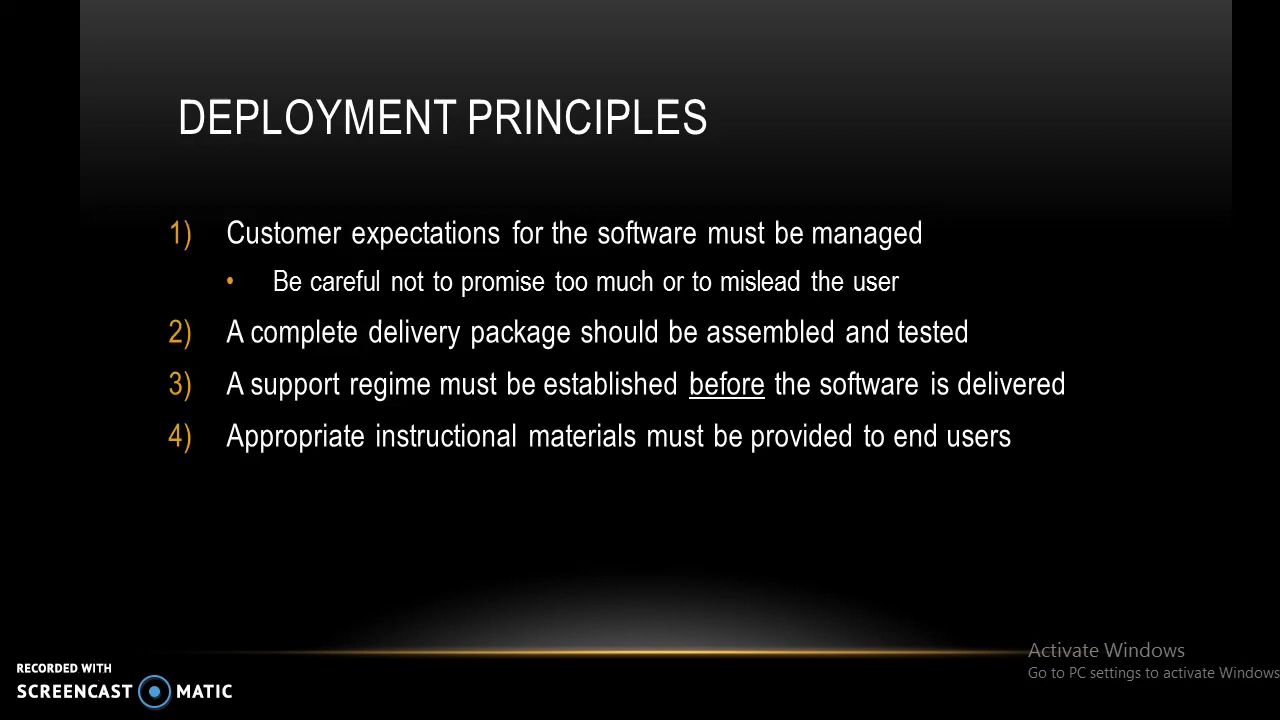 DEPLOYMENT PRINCIPLES
1) Customer expectations for the software must be managed
• Be careful not to promise too much or to mislead the user
2) A complete delivery package should be assembled and tested
3) A support regime must be established before the software is delivered
4) Appropriate instructional materials must be provided to end users
Activate Windows
Go to PC settings to activate Windows
RECORDED WITH
SCREENCAST MATIC